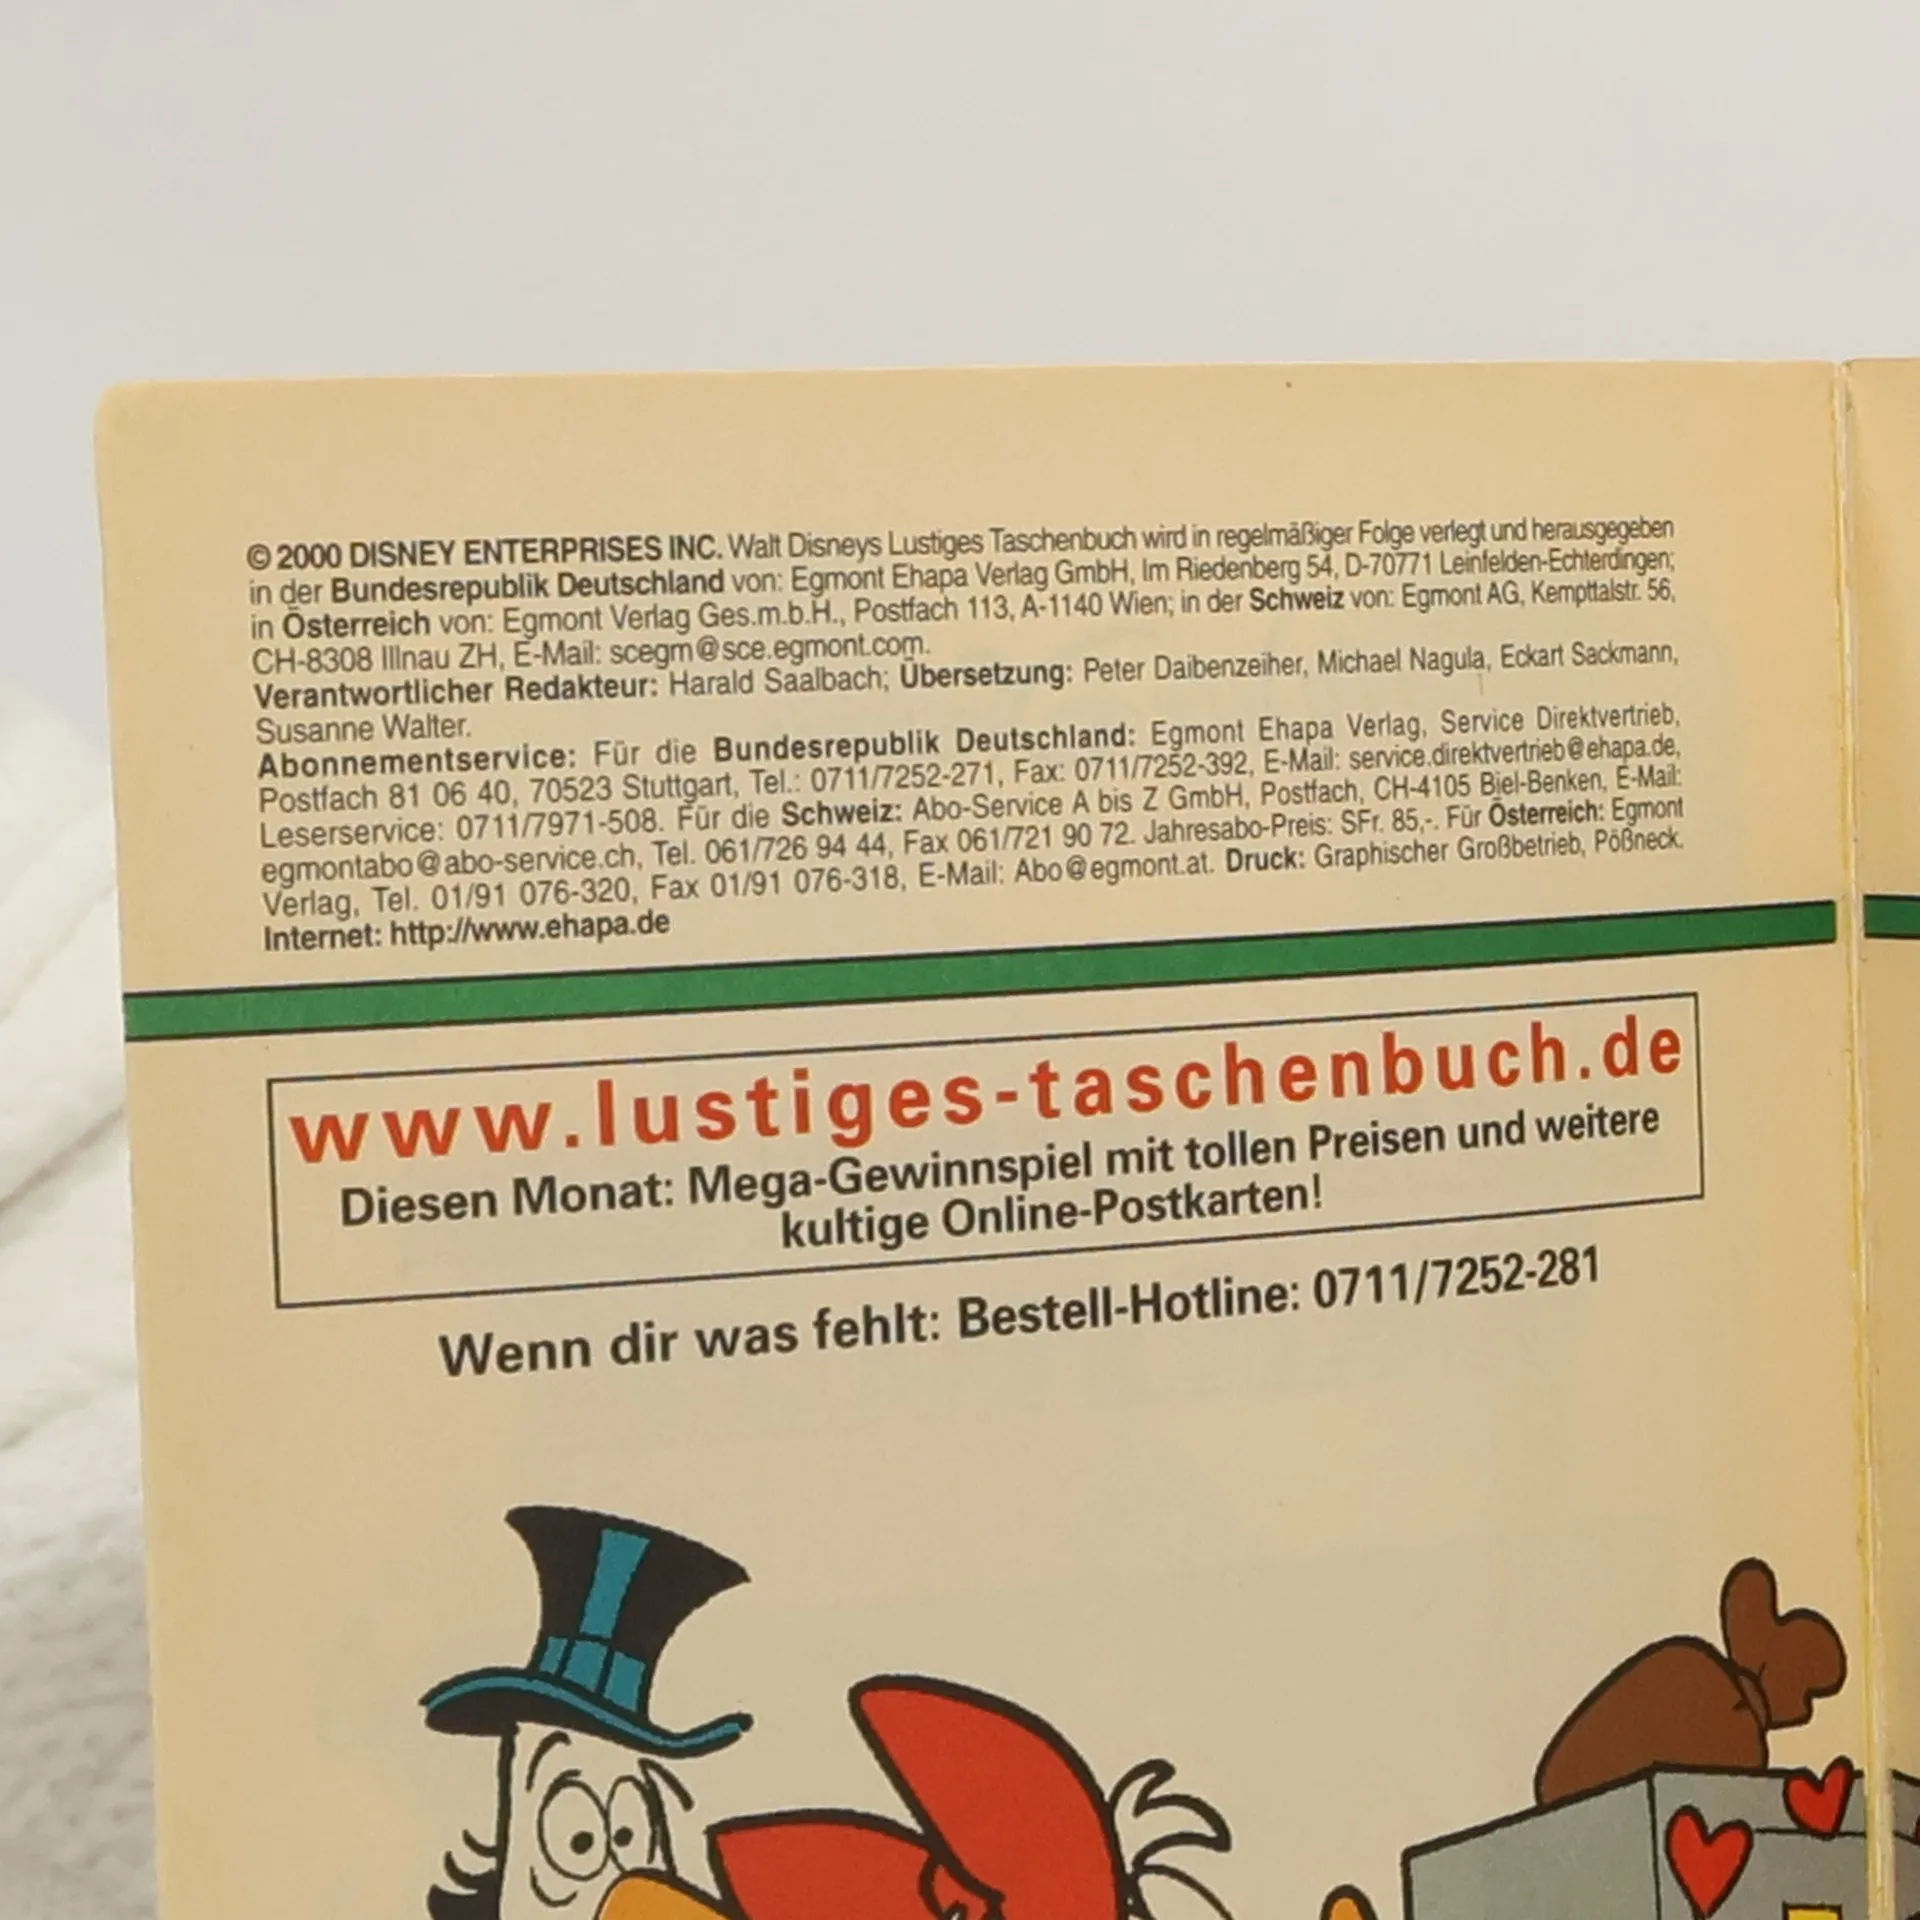 © 2000 DISNEY ENTERPRISES INC. Walt Disneys Lustiges Taschenbuch wird in regelmäßiger Folge verlegt und herausgegeben
in der Bundesrepublik Deutschland von: Egmont Ehapa Verlag GmbH, Im Riedenberg 54, D-70771 Leinfelden-Echterdingen;
in Österreich von: Egmont Verlag Ges.m.b.H., Postfach 113, A-1140 Wien; in der Schweiz von: Egmont AG, Kempttalstr. 56,
CH-8308 Illnau ZH, E-Mail: scegm@sce.egmont.com.
Verantwortlicher Redakteur: Harald Saalbach; Übersetzung: Peter Daibenzeiher, Michael Nagula, Eckart Sackmann,
Susanne Walter.
Abonnementservice: Für die Bundesrepublik Deutschland: Egmont Ehapa Verlag, Service Direktvertrieb,
Postfach 81 06 40, 70523 Stuttgart, Tel.: 0711/7252-271, Fax: 0711/7252-392, E-Mail: service.direktvertrieb@ehapa.de,
Leserservice: 0711/7971-508. Für die Schweiz: Abo-Service A bis Z GmbH, Postfach, CH-4105 Biel-Benken, E-Mail:
egmontabo@abo-service.ch, Tel. 061/726 94 44, Fax 061/721 90 72. Jahresabo-Preis: SFr. 85,-. Für Österreich: Egmont
Verlag, Tel. 01/91 076-320, Fax 01/91 076-318, E-Mail: Abo@egmont.at. Druck: Graphischer Großbetrieb, Pößneck.
Internet: http://www.ehapa.de
www.lustiges-taschenbuch.de
Diesen Monat: Mega-Gewinnspiel mit tollen Preisen und weitere
kultige Online-Postkarten!
Wenn dir was fehlt: Bestell-Hotline: 0711/7252-281